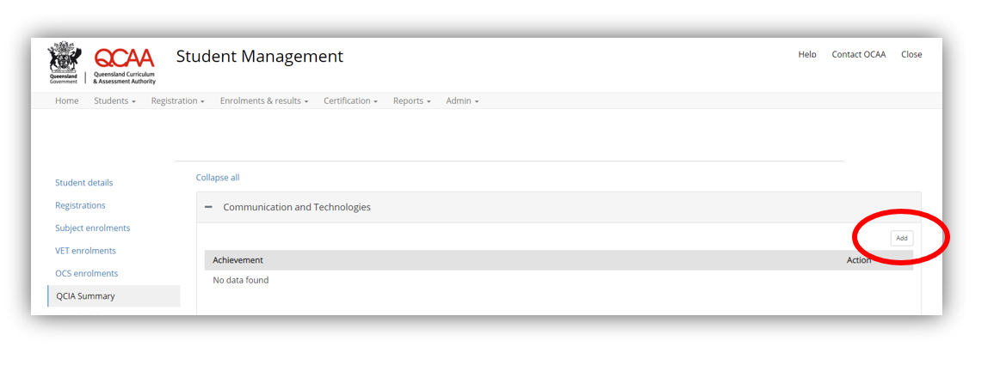 QCAA
Queensland
Government
Queensland Curriculum
& Assessment Authority
Student Management
Help Contact QCAA Close
Home Students Registration Enrolments & results Certification Reports Admin
Student details
Registrations
Subject enrolments
VET enrolments
OCS enrolments
QCIA Summary
Collapse all
Communication and Technologies
Add
Achievement Action
No data found